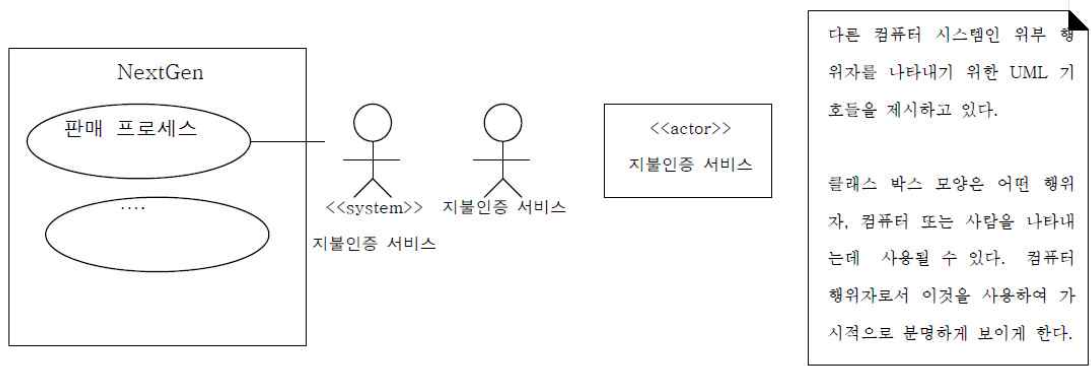 NextGen
판매 프로세스
....
<<system>>
지불인증 서비스
지불인증 서비스
<<actor>>
지불인증 서비스
다른 컴퓨터 시스템인 위부 행
위자를 나타내기 위한 UML 기
호들을 제시하고 있다.
클래스 박스 모양은 어떤 행위
자, 컴퓨터 또는 사람을 나타내
는데 사용될 수 있다. 컴퓨터
행위자로서 이것을 사용하여 가
시적으로 분명하게 보이게 한다.